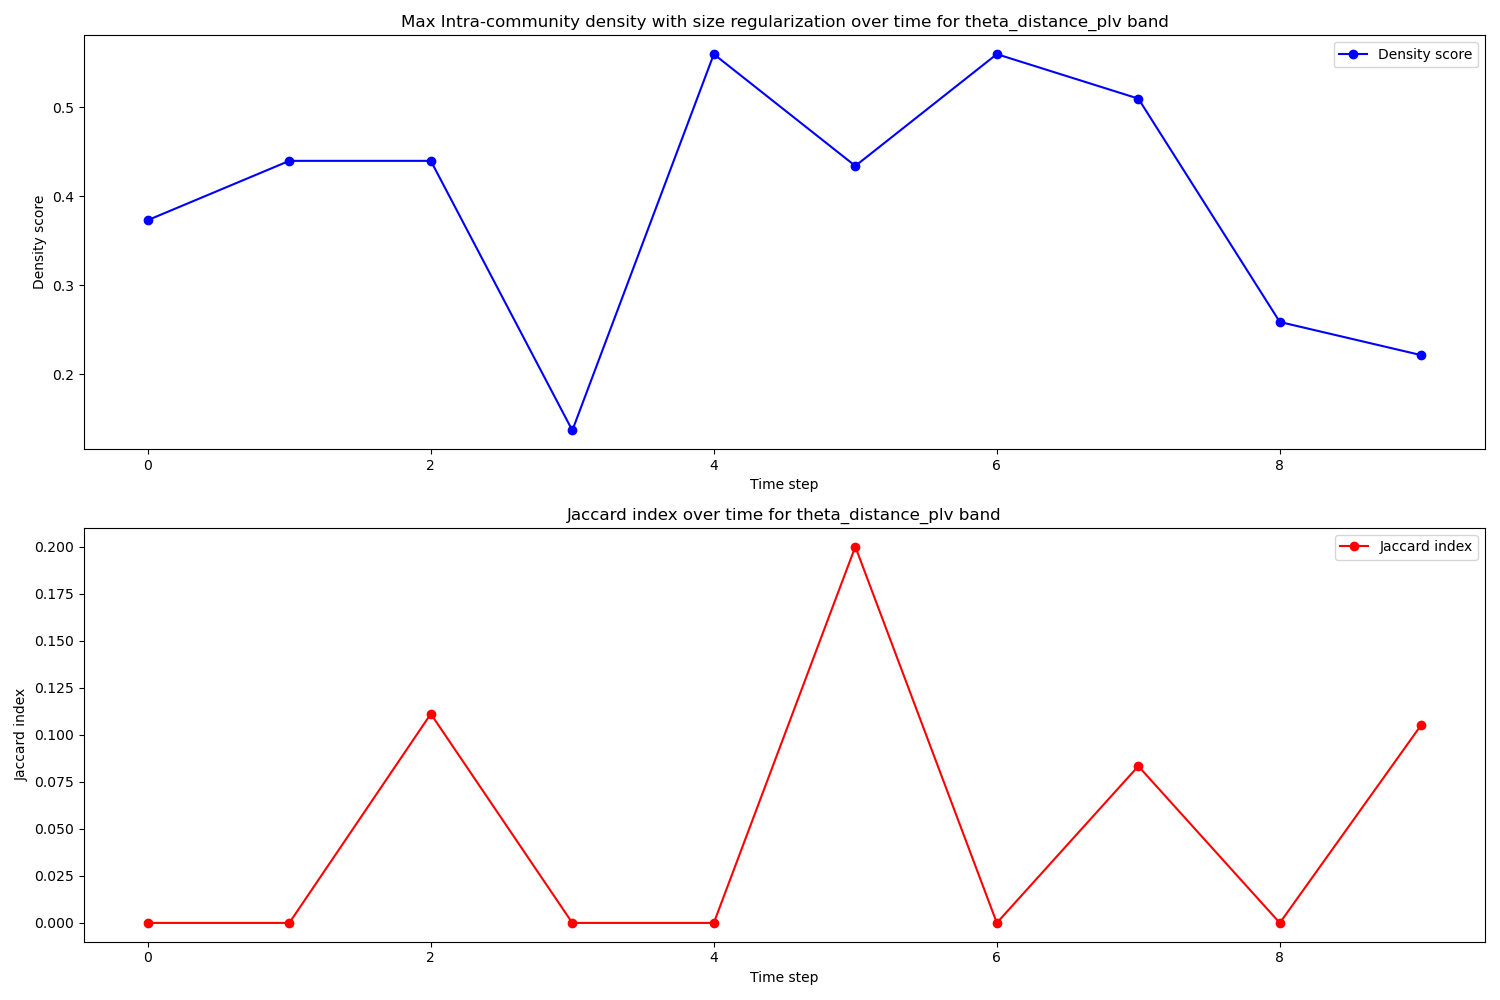 Max Intra-community density with size regularization over time for theta_distance_plv band
Density score
0.5
0.4
0.3
0.2
Density score
0
2
4
6
8
Time step
Jaccard index over time for theta_distance_plv band
Jaccard index
0.200
0.175
0.150
0.125
0.100
0.075
0.050
0.025
0.000
Jaccard index
0
2
4
6
8
Time step